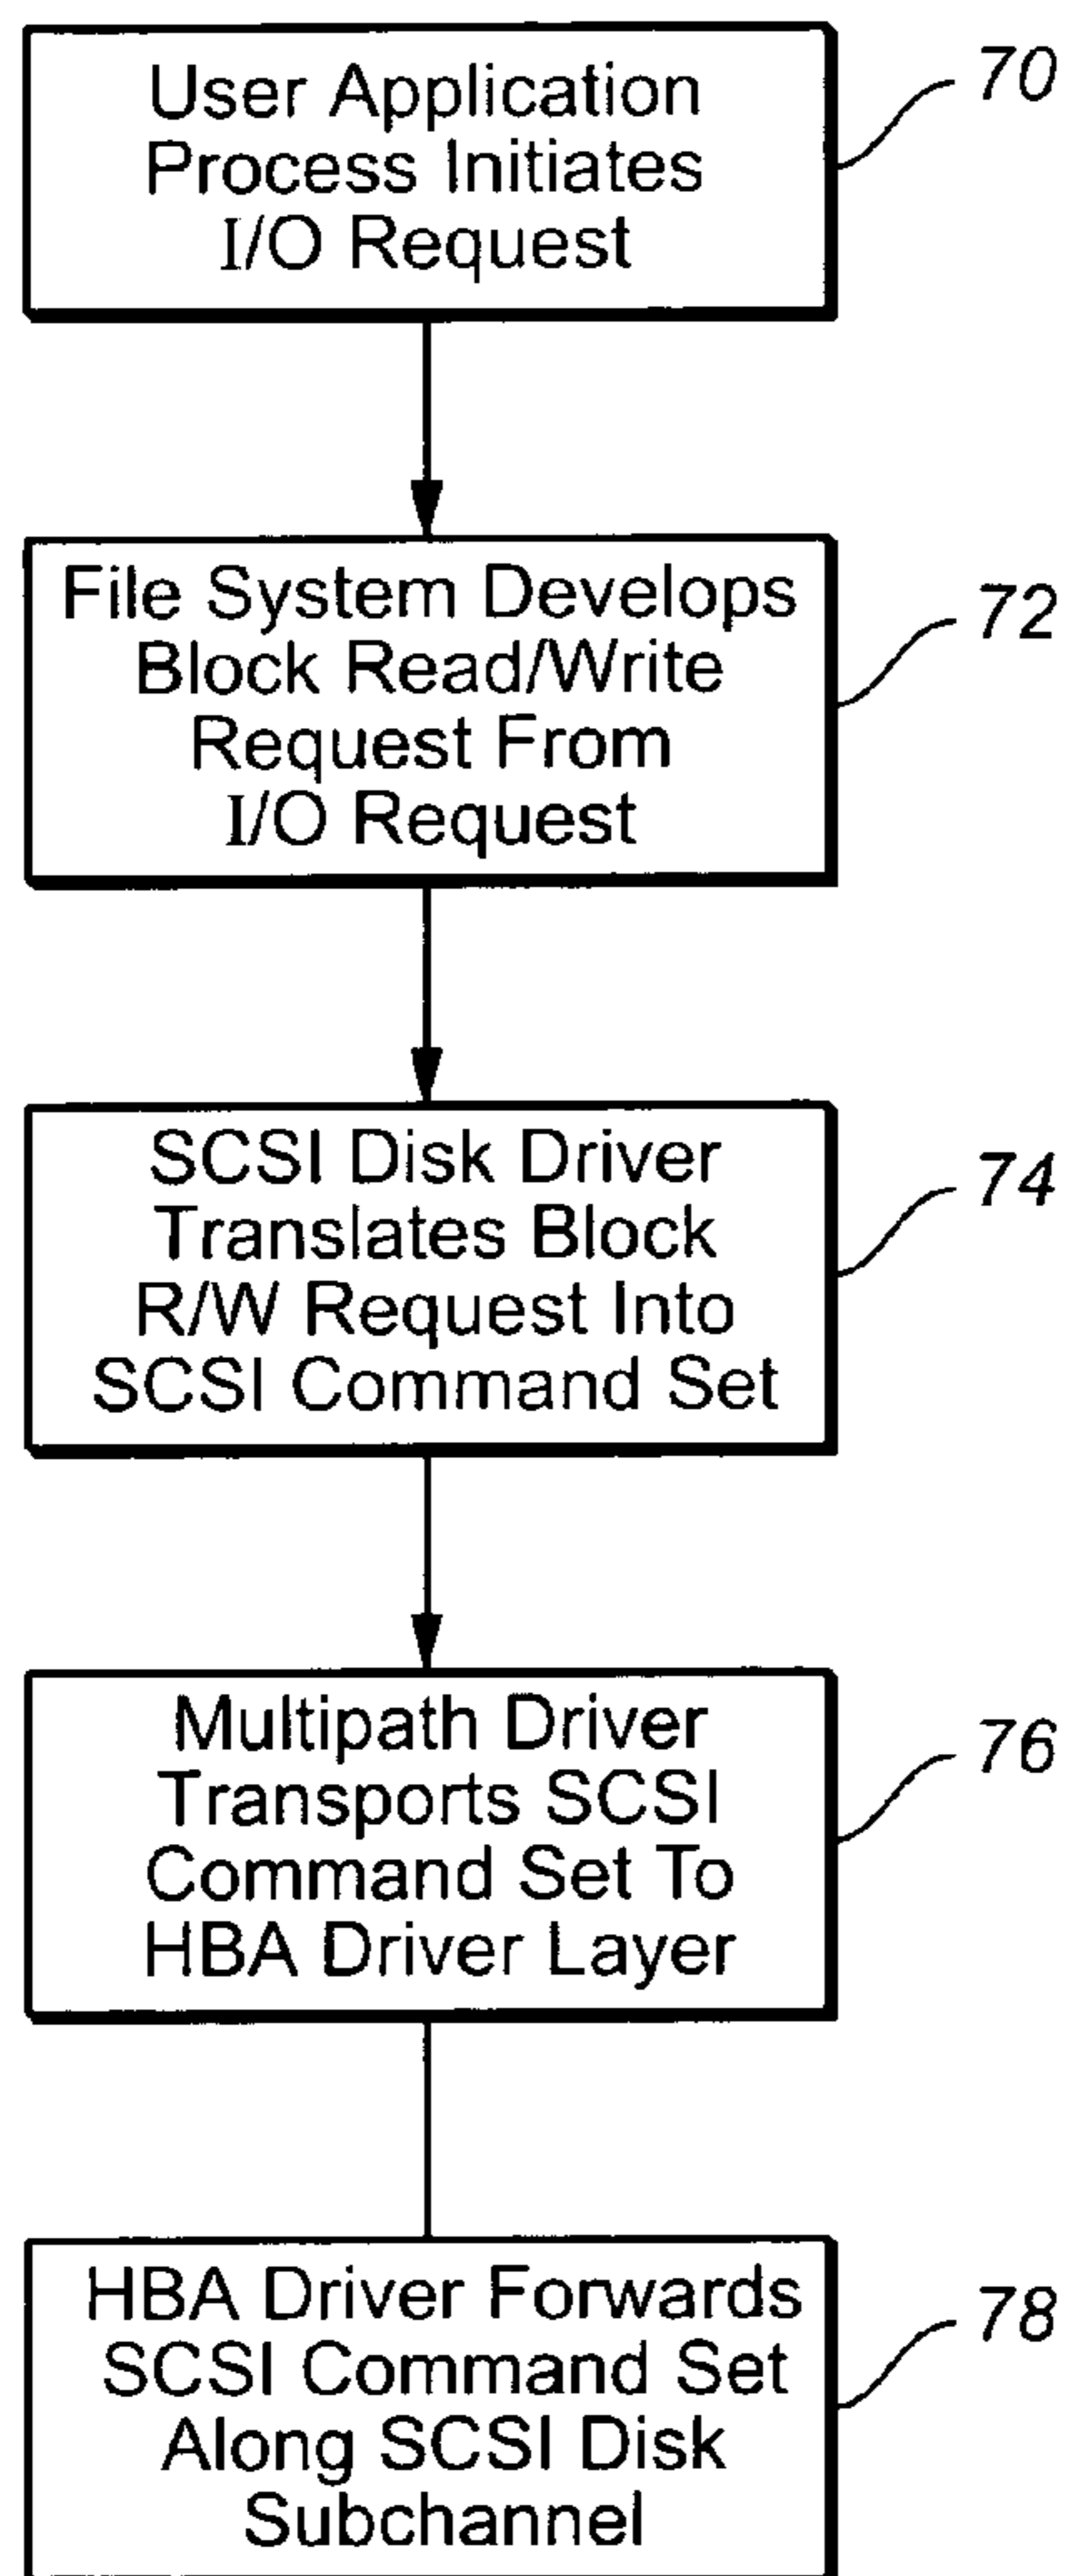 User Application
Process Initiates
I/O Request
70
File System Develops
Block Read/Write
Request From
I/O Request
72
SCSI Disk Driver
Translates Block
R/W Request Into
SCSI Command Set
74
Multipath Driver
Transports SCSI
Command Set To
HBA Driver Layer
76
HBA Driver Forwards
SCSI Command Set
Along SCSI Disk
Subchannel
78